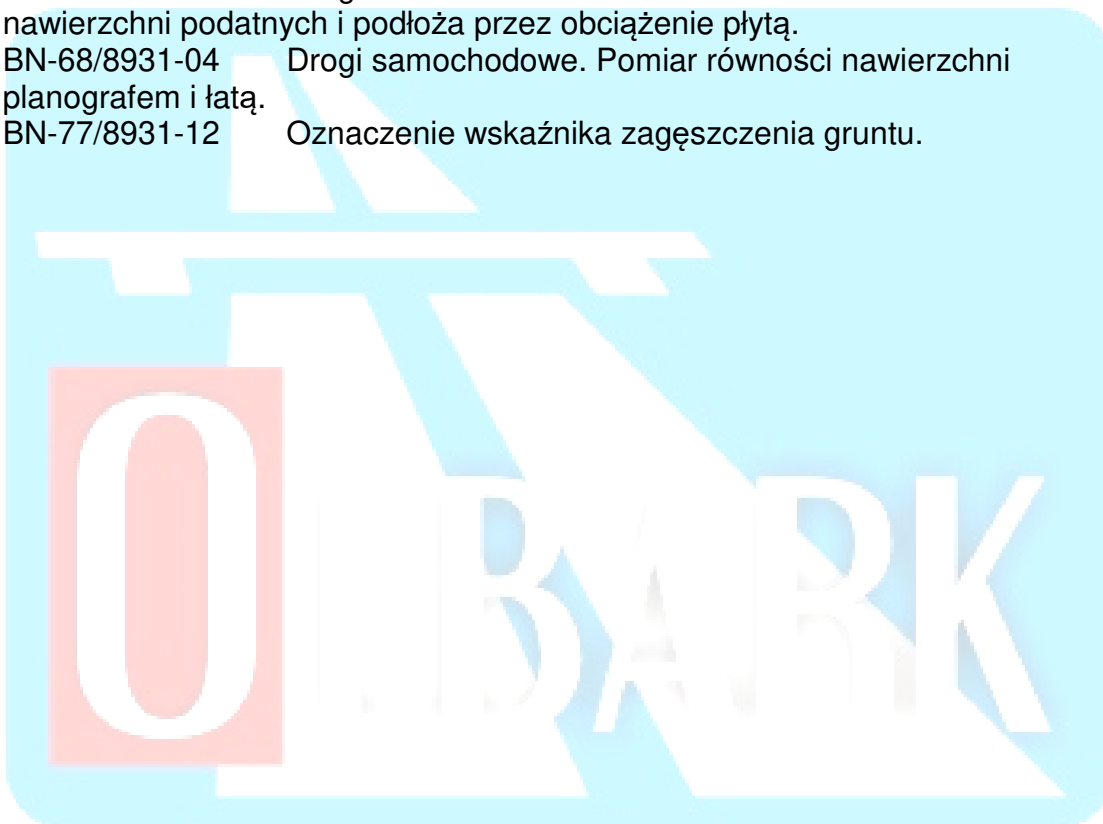 nawierzchni podatnych i podłoża przez obciążenie płytą.
BN-68/8931-04 Drogi samochodowe. Pomiar równości nawierzchni
planografem i łatą.
BN-77/8931-12 Oznaczenie wskaźnika zagęszczenia gruntu.
OLBARK